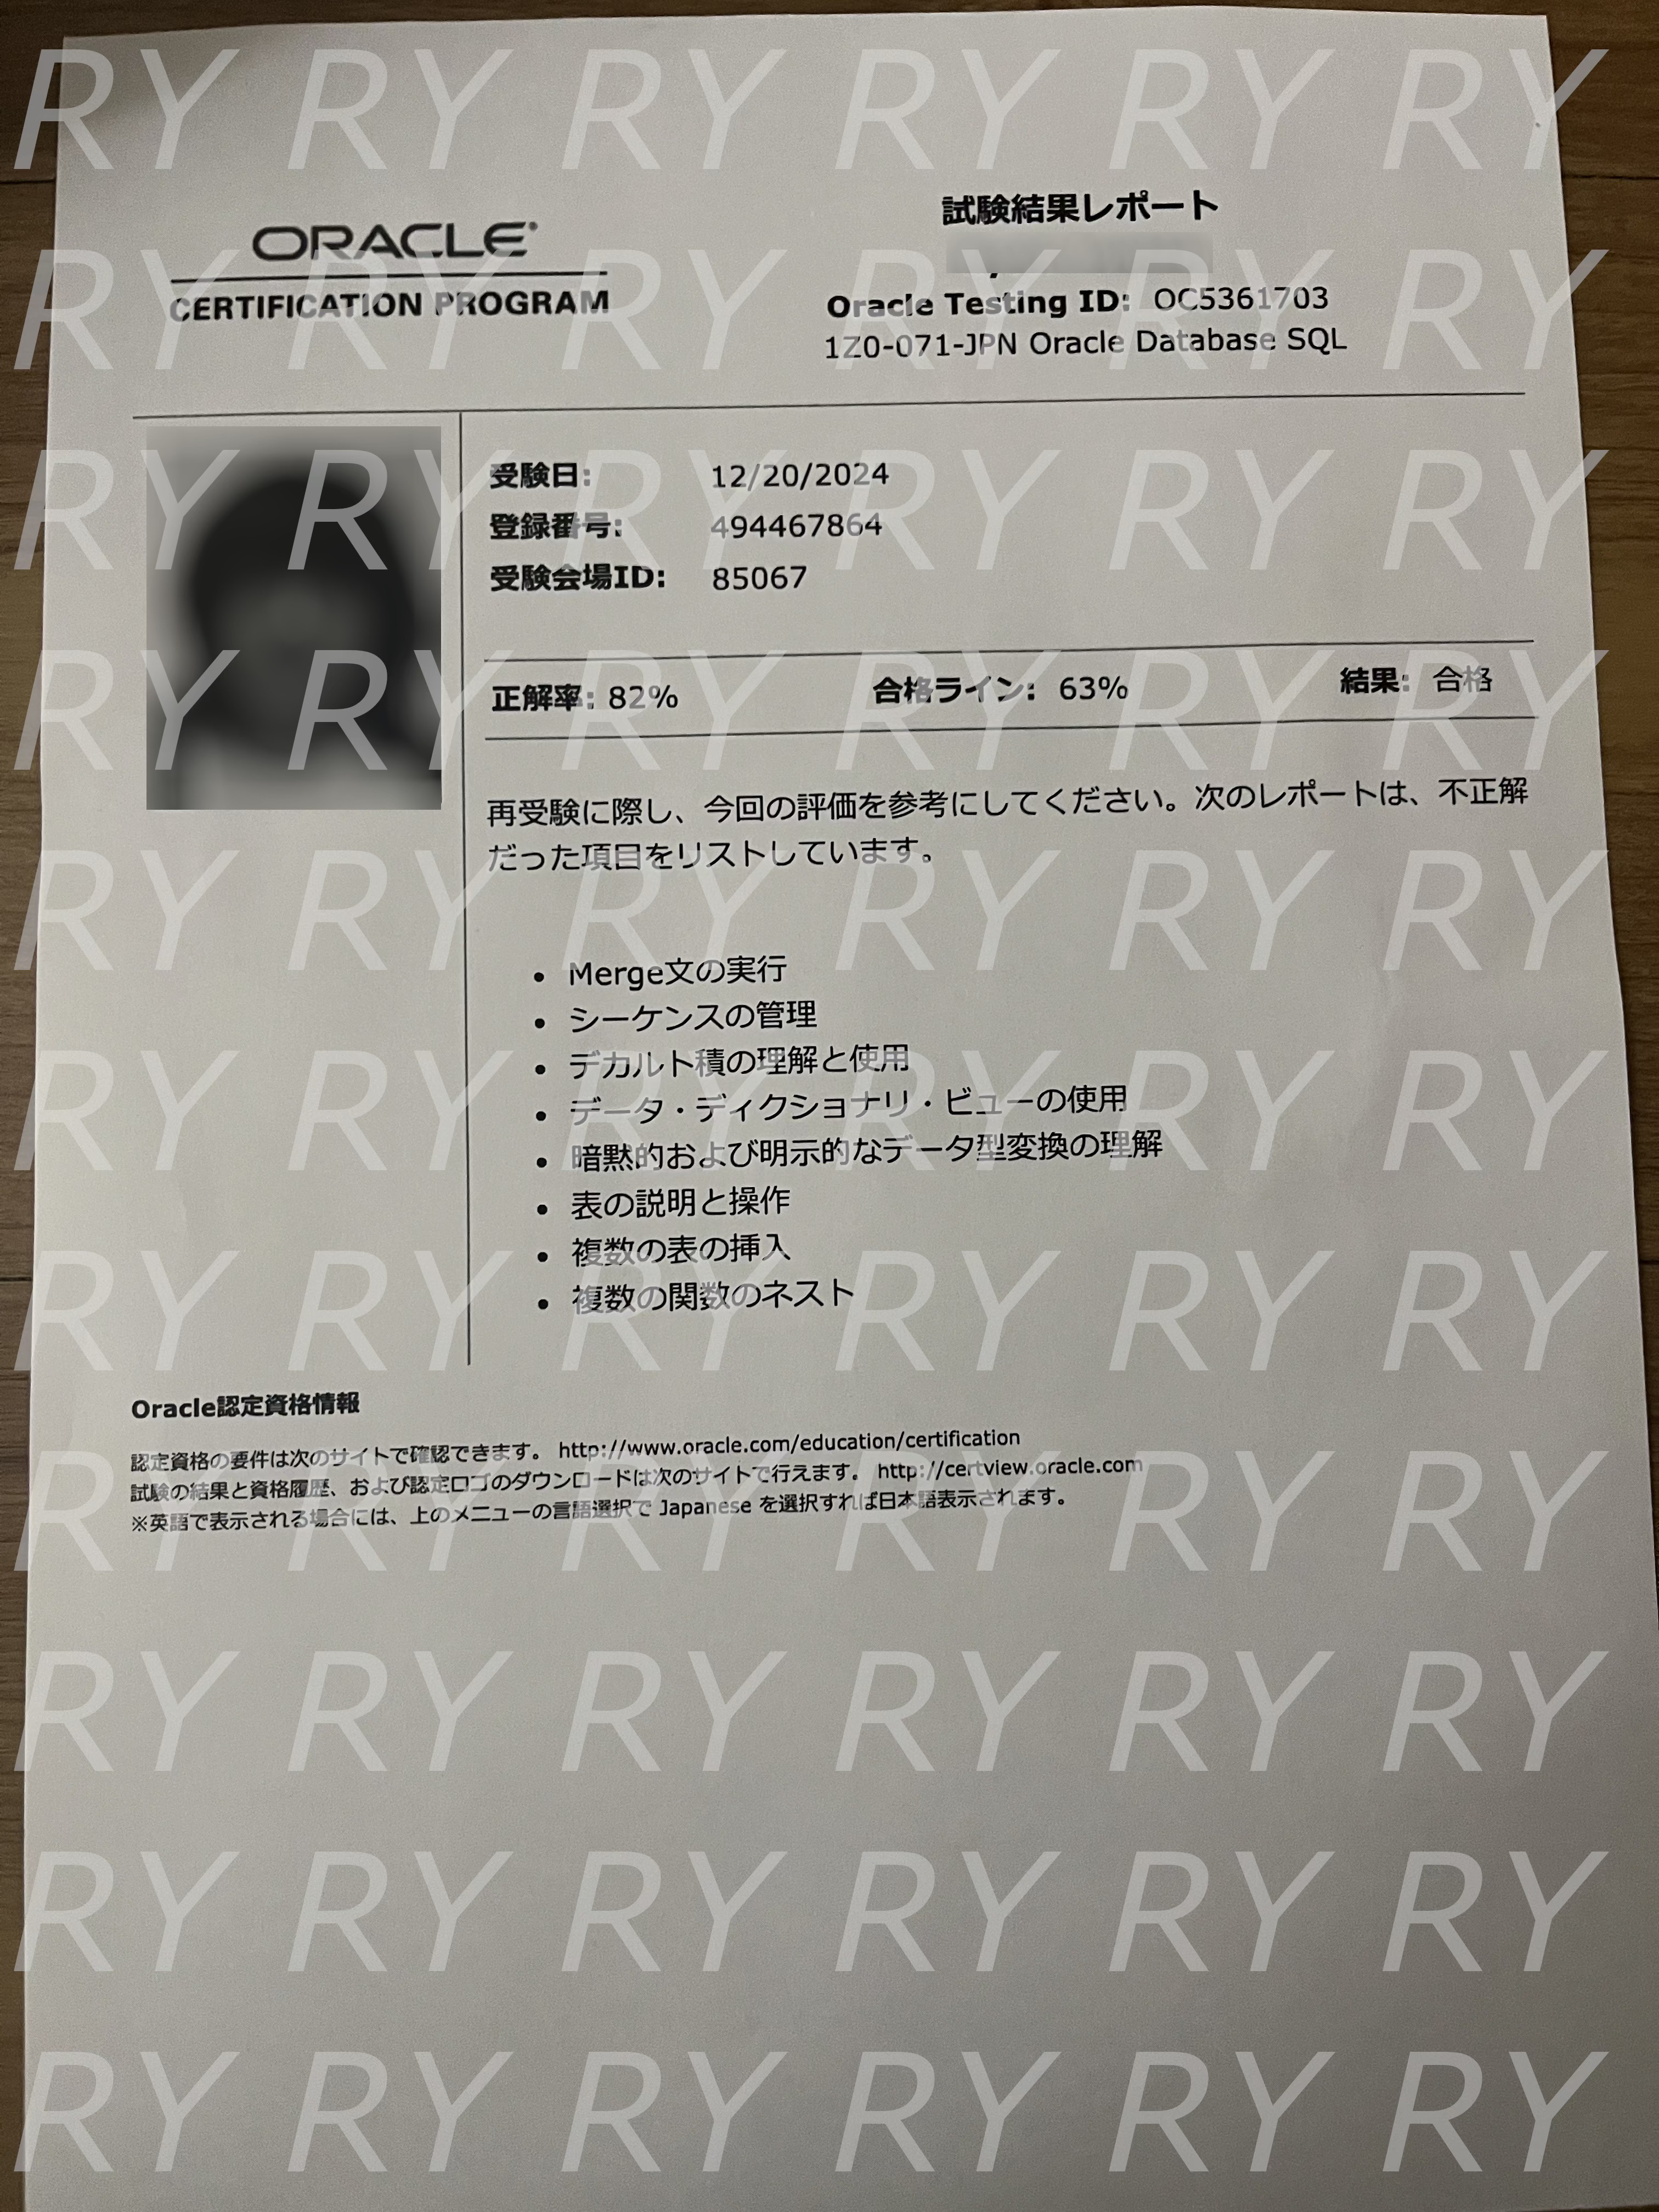 ORACLE
CERTIFICATION PROGRAM
試験結果レポート
Oracle Testing ID: OC5361703
1Z0-071-JPN Oracle Database SQL
受験日: 12/20/2024
登録番号: 494467864
受験会場ID: 85067
正解率: 82% 合格ライン: 63% 結果: 合格
再受験に際し、今回の評価を参考にしてください。次のレポートは、不正解
だった項目をリストしています。
• Merge文の実行
• シーケンスの管理
• デカルト積の理解と使用
• データ・ディクショナリ・ビューの使用
• 暗黙的および明示的なデータ型変換の理解
• 表の説明と操作
• 複数の表の挿入
• 複数の関数のネスト
Oracle認定資格情報
認定資格の要件は次のサイトで確認できます。 http://www.oracle.com/education/certification
試験の結果と資格履歴、および認定ロゴのダウンロードは次のサイトで行えます。 http://certview.oracle.com
※英語で表示される場合には、上のメニューの言語選択で Japanese を選択すれば日本語表示されます。
RY RY RY RY RY RY
RY RY RY RY RY RY
RY RY RY RY RY RY
RY RY RY RY RY RY
RY RY RY RY RY RY
RY RY RY RY RY RY
RY RY RY RY RY RY
RY RY RY RY RY RY
RY RY RY RY RY RY
RY RY RY RY RY RY
RY RY RY RY RY RY